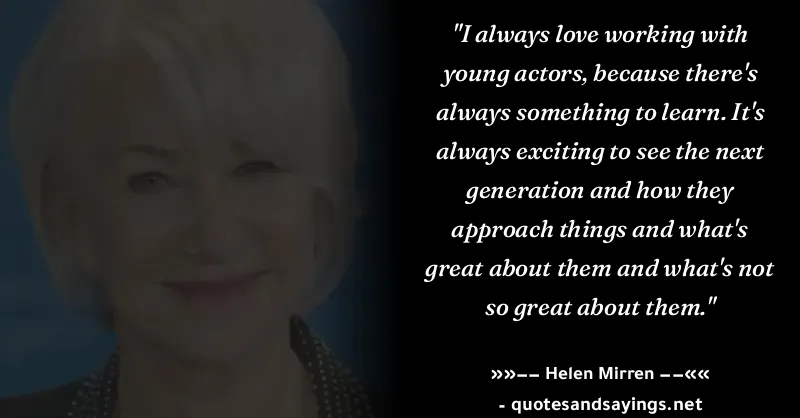 "I always love working with
young actors, because there's
always something to learn. It's
always exciting to see the next
generation and how they
approach things and what's
great about them and what's not
so great about them."
»»−− Helen Mirren −−««
- quotesandsayings.net